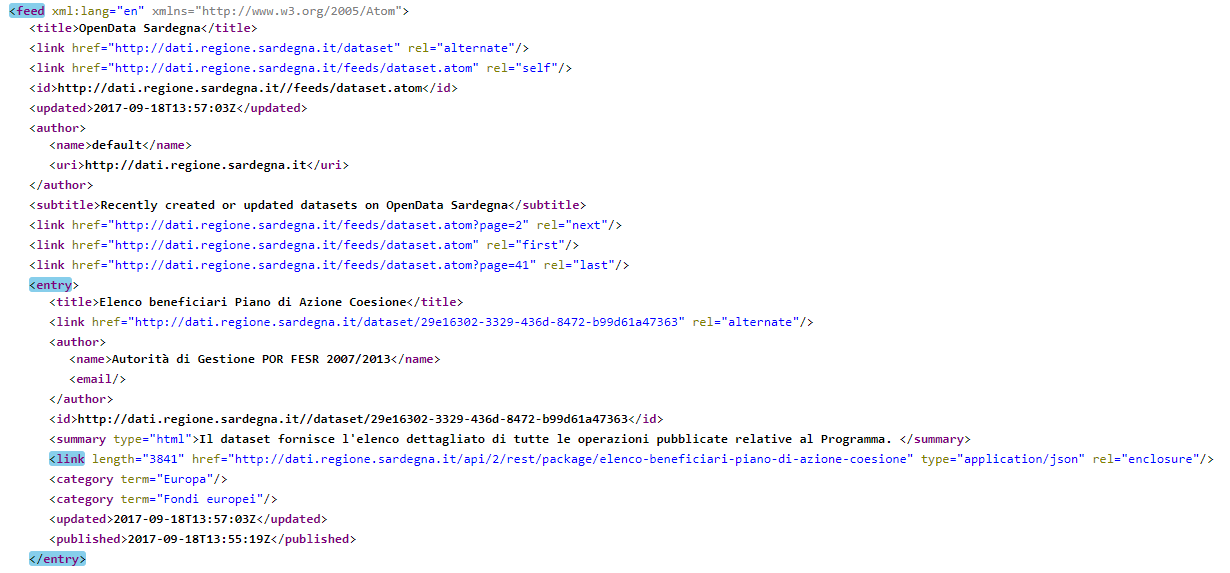 <feed xml:lang="en" xmlns="http://www.w3.org/2005/Atom">
<title>OpenData Sardegna</title>
<link href="http://dati.regione.sardegna.it/dataset" rel="alternate"/>
<link href="http://dati.regione.sardegna.it/feeds/dataset.atom" rel="self"/>
<id>http://dati.regione.sardegna.it//feeds/dataset.atom</id>
<updated>2017-09-18T13:57:03Z</updated>
<author>
<name>default</name>
<uri>http://dati.regione.sardegna.it</uri>
</author>
<subtitle>Recently created or updated datasets on OpenData Sardegna</subtitle>
<link href="http://dati.regione.sardegna.it/feeds/dataset.atom?page=2" rel="next"/>
<link href="http://dati.regione.sardegna.it/feeds/dataset.atom" rel="first"/>
<link href="http://dati.regione.sardegna.it/feeds/dataset.atom?page=41" rel="last"/>
<entry>
<title>Elenco beneficiari Piano di Azione Coesione</title>
<link href="http://dati.regione.sardegna.it/dataset/29e16302-3329-436d-8472-b99d61a47363" rel="alternate"/>
<author>
<name>Autorità di Gestione POR FESR 2007/2013</name>
<email/>
</author>
<id>http://dati.regione.sardegna.it//dataset/29e16302-3329-436d-8472-b99d61a47363</id>
<summary type="html">Il dataset fornisce l'elenco dettagliato di tutte le operazioni pubblicate relative al Programma. </summary>
<link length="3841" href="http://dati.regione.sardegna.it/api/2/rest/package/elenco-beneficiari-piano-di-azione-coesione" type="application/json" rel="enclosure"/>
<category term="Europa"/>
<category term="Fondi europei"/>
<updated>2017-09-18T13:57:03Z</updated>
<published>2017-09-18T13:55:19Z</published>
</entry>